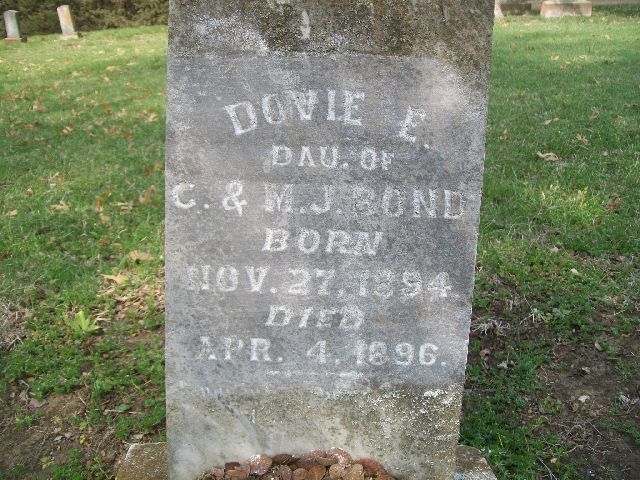 DOVIE E.
DAU. OF
C. & M. J. BOND
BORN
NOV. 27, 1894
DIED
APR. 4, 1896.